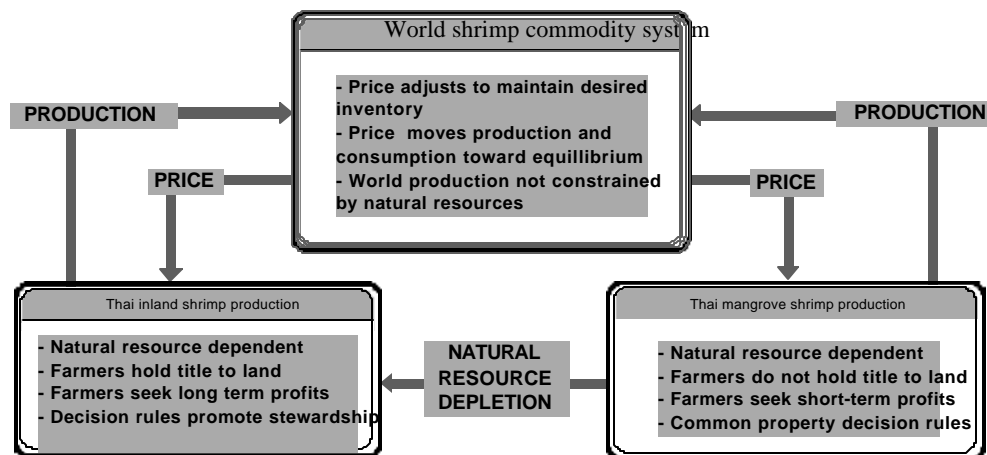 World shrimp commodity system
- Price adjusts to maintain desired
inventory
- Price moves production and
consumption toward equillibrium
- World production not constrained
by natural resources
PRODUCTION
PRODUCTION
PRICE
PRICE
Thai inland shrimp production
- Natural resource dependent
- Farmers hold title to land
- Farmers seek long term profits
- Decision rules promote stewardship
NATURAL
RESOURCE
DEPLETION
Thai mangrove shrimp production
- Natural resource dependent
- Farmers do not hold title to land
- Farmers seek short-term profits
- Common property decision rules